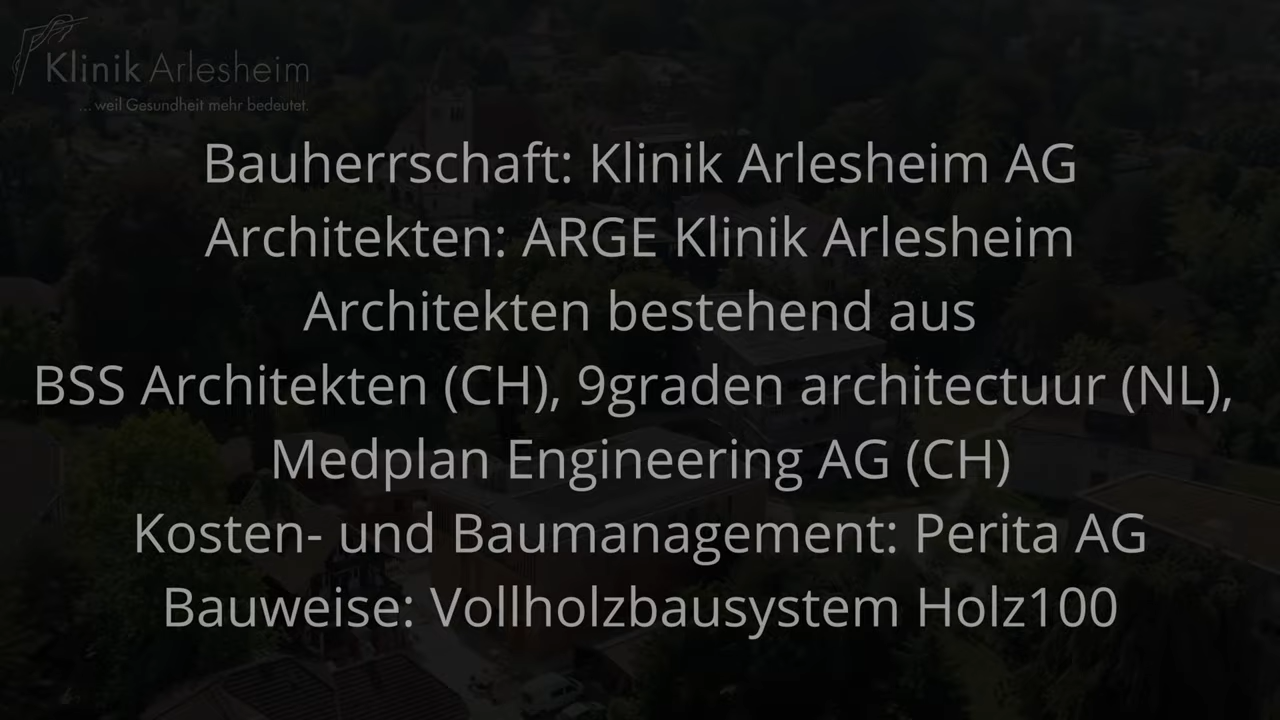 Klinik Arlesheim
... weil Gesundheit mehr bedeutet.
Bauherrschaft: Klinik Arlesheim AG
Architekten: ARGE Klinik Arlesheim
Architekten bestehend aus
BSS Architekten (CH), 9graden architectuur (NL),
Medplan Engineering AG (CH)
Kosten- und Baumanagement: Perita AG
Bauweise: Vollholzbausystem Holz100